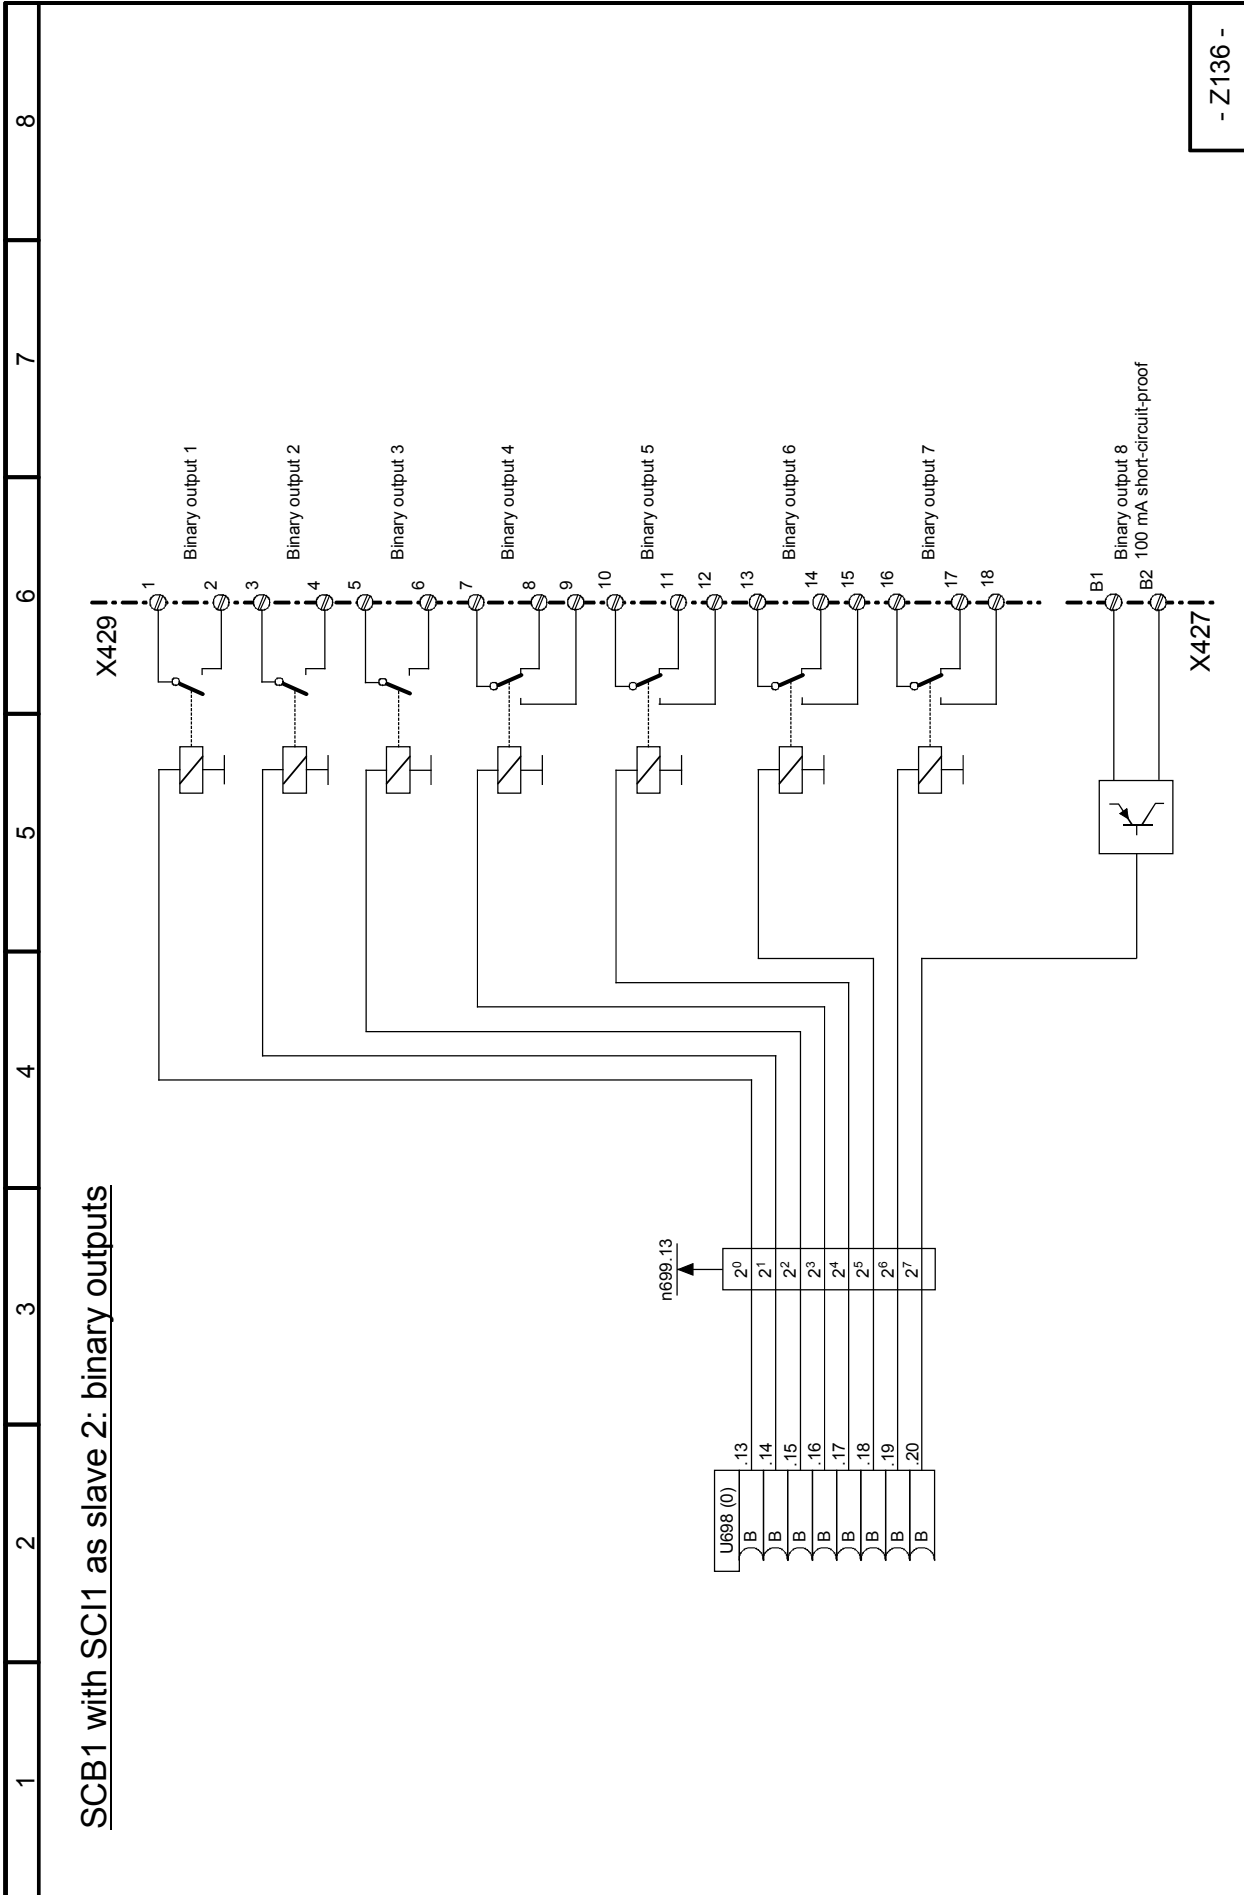 SCB1 with SCI1 as slave 2: binary outputs
X429
1
2
Binary output 1
3
4
Binary output 2
5
6
Binary output 3
7
8
9
Binary output 4
10
11
12
Binary output 5
13
14
15
Binary output 6
16
17
18
Binary output 7
B1
B2
Binary output 8
100 mA short-circuit-proof
X427
n699.13
U698 (0)
B .13 2⁰
B .14 2¹
B .15 2²
B .16 2³
B .17 2⁴
B .18 2⁵
B .19 2⁶
B .20 2⁷
1 2 3 4 5 6 7 8
- Z136 -